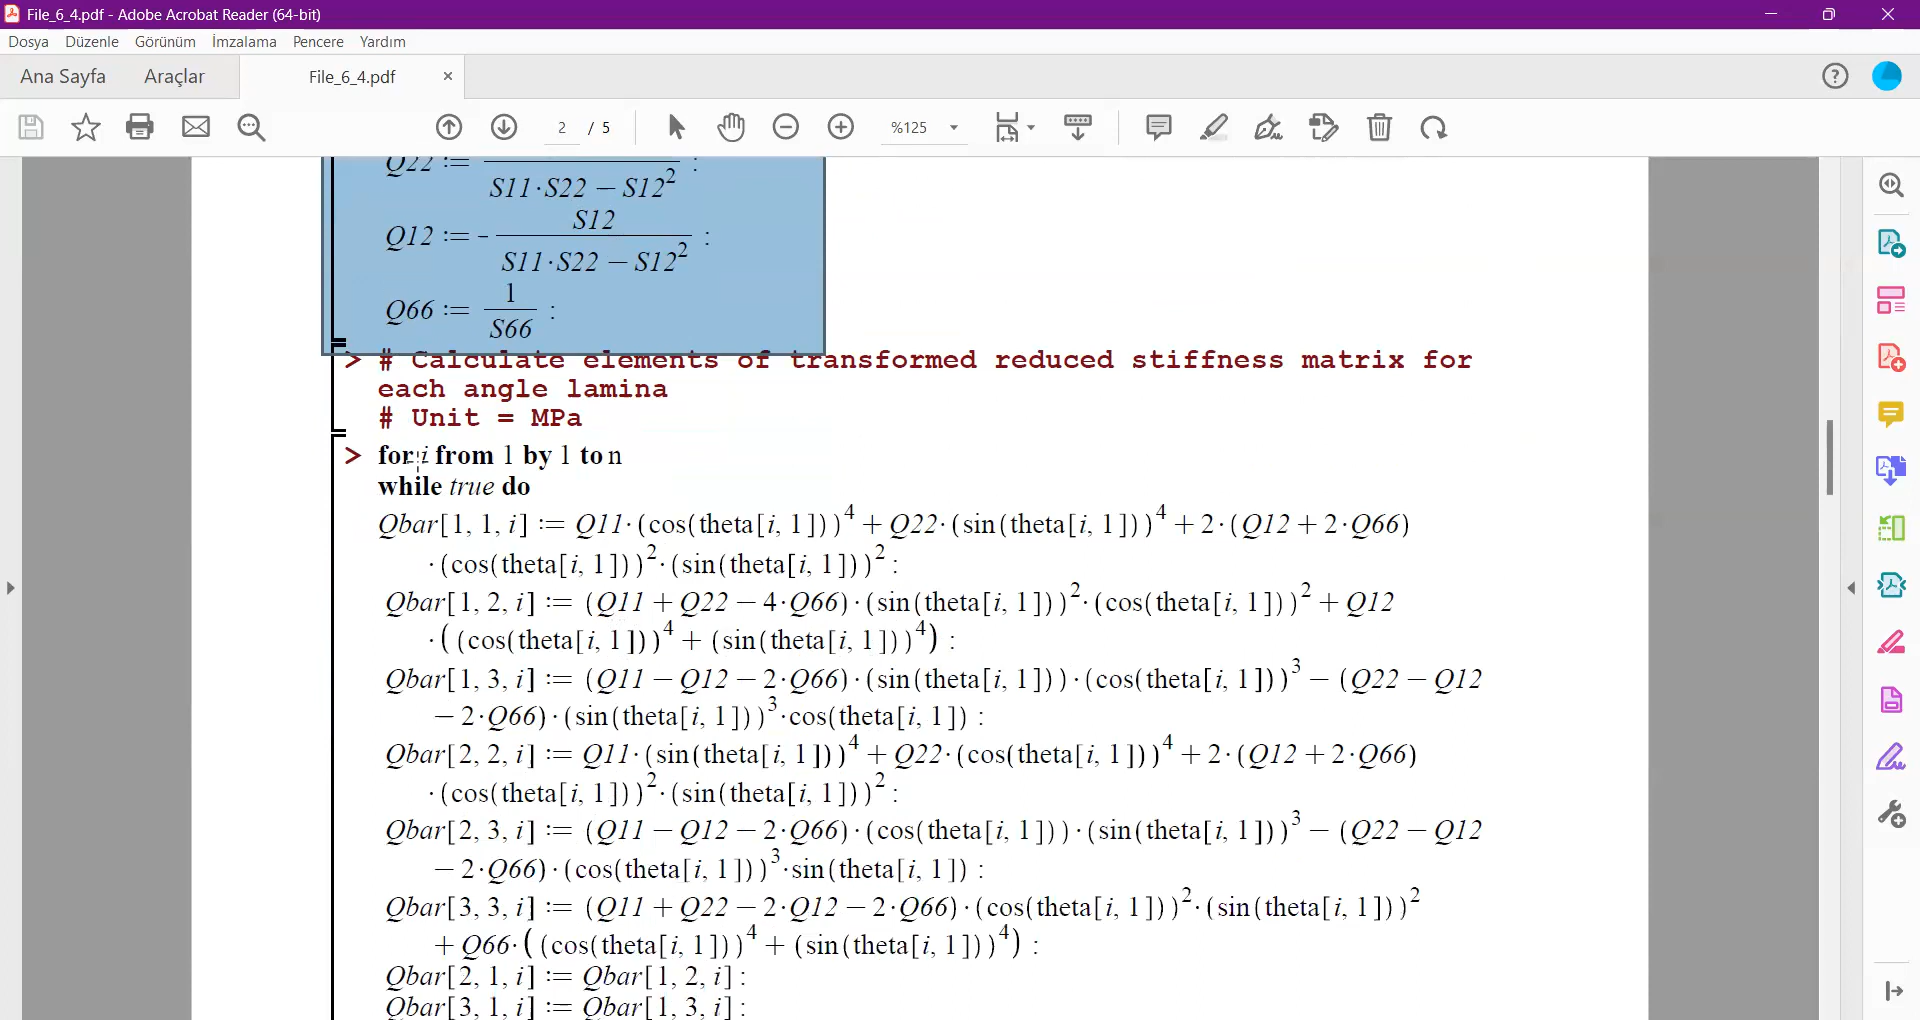 File_6_4.pdf - Adobe Acrobat Reader (64-bit)
Dosya Düzenle Görünüm İmzalama Pencere Yardım
Ana Sayfa Araçlar File_6_4.pdf ×
2 / 5 %125
Q22 :=
S11·S22 − S12²
:
S12
Q12 := - :
S11·S22 − S12²
1
Q66 := :
S66
> # Calculate elements of transformed reduced stiffness matrix for
each angle lamina
# Unit = MPa
> for i from 1 by 1 to n
while true do
Qbar[1, 1, i] := Q11·(cos(theta[i, 1]))⁴ + Q22·(sin(theta[i, 1]))⁴ + 2·(Q12 + 2·Q66)
·(cos(theta[i, 1]))²·(sin(theta[i, 1]))² :
Qbar[1, 2, i] := (Q11 + Q22 − 4·Q66)·(sin(theta[i, 1]))²·(cos(theta[i, 1]))² + Q12
·((cos(theta[i, 1]))⁴ + (sin(theta[i, 1]))⁴) :
Qbar[1, 3, i] := (Q11 − Q12 − 2·Q66)·(sin(theta[i, 1]))·(cos(theta[i, 1]))³ − (Q22 − Q12
− 2·Q66)·(sin(theta[i, 1]))³·cos(theta[i, 1]) :
Qbar[2, 2, i] := Q11·(sin(theta[i, 1]))⁴ + Q22·(cos(theta[i, 1]))⁴ + 2·(Q12 + 2·Q66)
·(cos(theta[i, 1]))²·(sin(theta[i, 1]))² :
Qbar[2, 3, i] := (Q11 − Q12 − 2·Q66)·(cos(theta[i, 1]))·(sin(theta[i, 1]))³ − (Q22 − Q12
− 2·Q66)·(cos(theta[i, 1]))³·sin(theta[i, 1]) :
Qbar[3, 3, i] := (Q11 + Q22 − 2·Q12 − 2·Q66)·(cos(theta[i, 1]))²·(sin(theta[i, 1]))²
+ Q66·((cos(theta[i, 1]))⁴ + (sin(theta[i, 1]))⁴) :
Qbar[2, 1, i] := Qbar[1, 2, i] :
Qbar[3, 1, i] := Qbar[1, 3, i] :